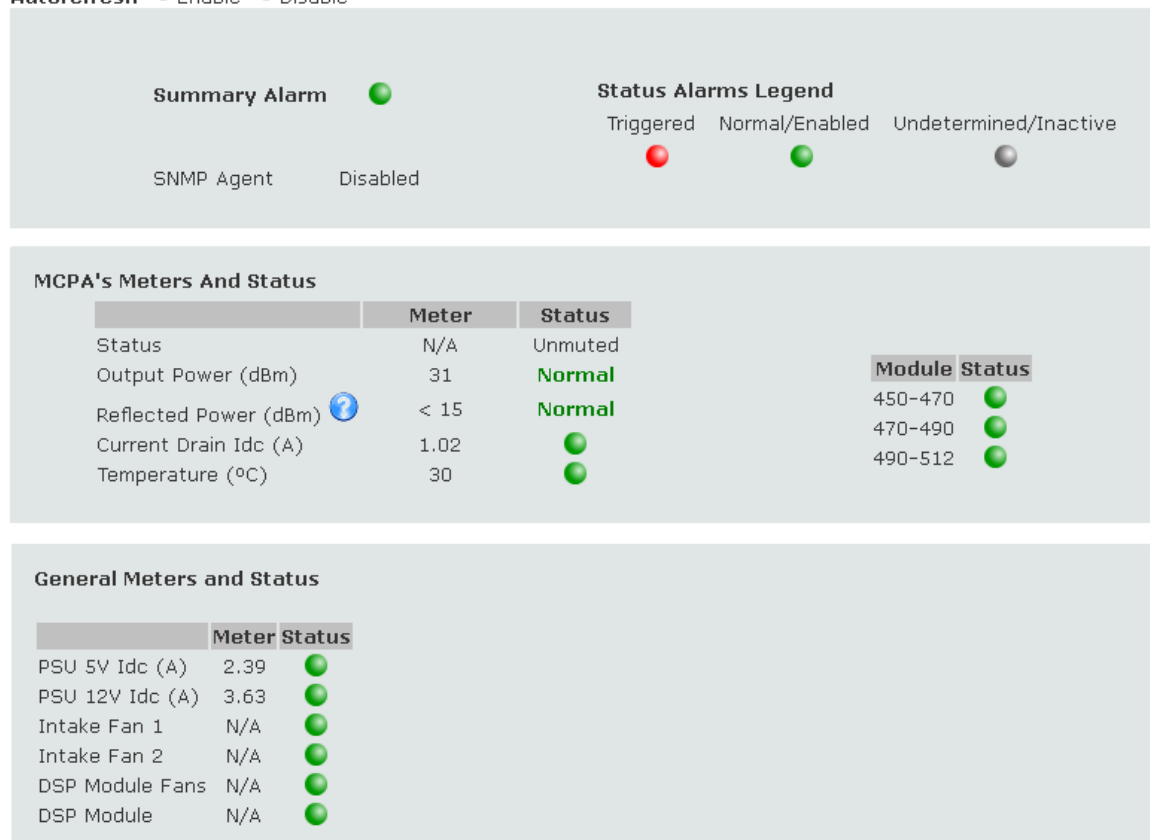 Autorefresh Enable Disable
Summary Alarm
SNMP Agent Disabled
Status Alarms Legend
Triggered Normal/Enabled Undetermined/Inactive
MCPA's Meters And Status
Meter Status
Status N/A Unmuted
Output Power (dBm) 31 Normal
Reflected Power (dBm) ? < 15 Normal
Current Drain Idc (A) 1.02
Temperature (ºC) 30
Module Status
450-470
470-490
490-512
General Meters and Status
Meter Status
PSU 5V Idc (A) 2.39
PSU 12V Idc (A) 3.63
Intake Fan 1 N/A
Intake Fan 2 N/A
DSP Module Fans N/A
DSP Module N/A